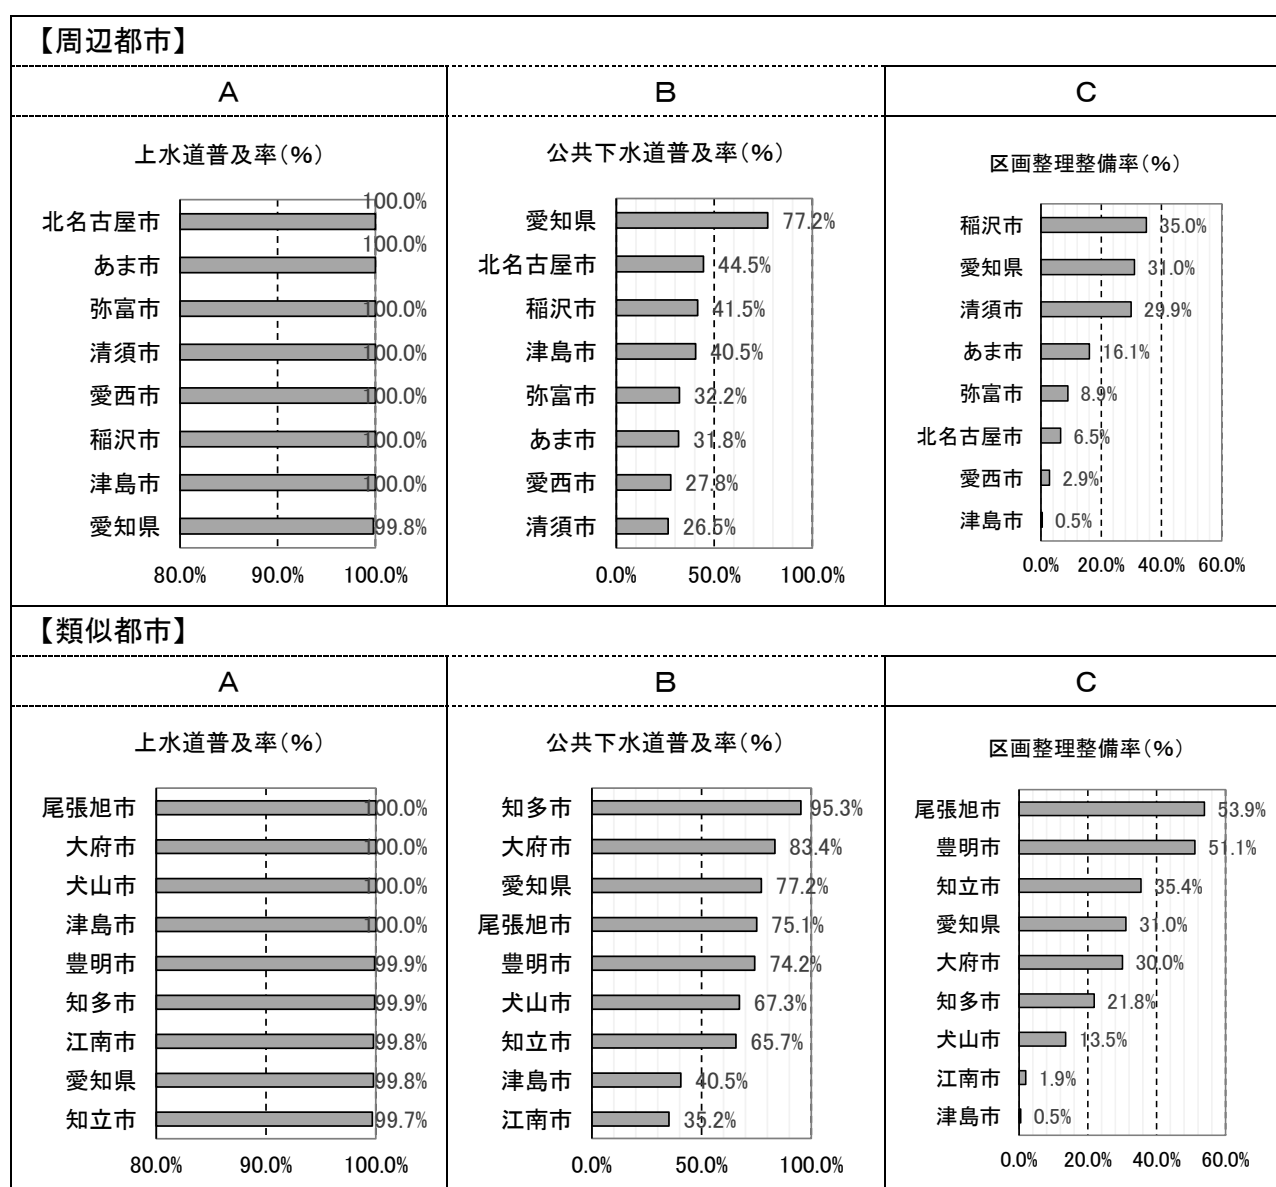 【周辺都市】
A
B
C
上水道普及率(%)
北名古屋市 100.0%
あま市 100.0%
弥富市 100.0%
清須市 100.0%
愛西市 100.0%
稲沢市 100.0%
津島市 100.0%
愛知県 99.8%
80.0% 90.0% 100.0%
公共下水道普及率(%)
愛知県 77.2%
北名古屋市 44.5%
稲沢市 41.5%
津島市 40.5%
弥富市 32.2%
あま市 31.8%
愛西市 27.8%
清須市 26.5%
0.0% 50.0% 100.0%
区画整理整備率(%)
稲沢市 35.0%
愛知県 31.0%
清須市 29.9%
あま市 16.1%
弥富市 8.9%
北名古屋市 6.5%
愛西市 2.9%
津島市 0.5%
0.0% 20.0% 40.0% 60.0%
【類似都市】
A
B
C
上水道普及率(%)
尾張旭市 100.0%
大府市 100.0%
犬山市 100.0%
津島市 100.0%
豊明市 99.9%
知多市 99.9%
江南市 99.8%
愛知県 99.8%
知立市 99.7%
80.0% 90.0% 100.0%
公共下水道普及率(%)
知多市 95.3%
大府市 83.4%
愛知県 77.2%
尾張旭市 75.1%
豊明市 74.2%
犬山市 67.3%
知立市 65.7%
津島市 40.5%
江南市 35.2%
0.0% 50.0% 100.0%
区画整理整備率(%)
尾張旭市 53.9%
豊明市 51.1%
知立市 35.4%
愛知県 31.0%
大府市 30.0%
知多市 21.8%
犬山市 13.5%
江南市 1.9%
津島市 0.5%
0.0% 20.0% 40.0% 60.0%